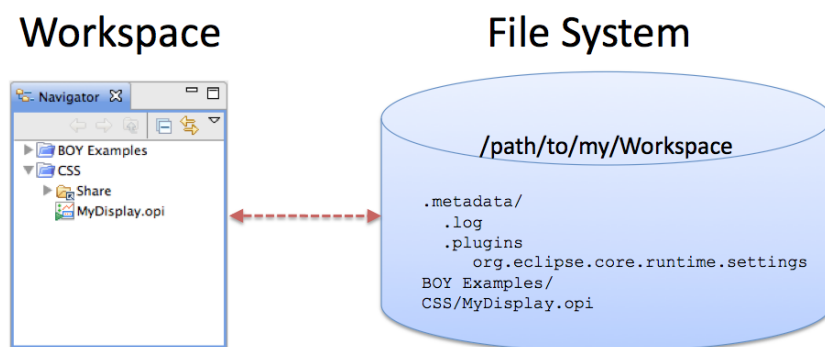 Workspace
File System
Navigator
BOY Examples
CSS
Share
MyDisplay.opi
/path/to/my/Workspace
.metadata/
.log
.plugins
org.eclipse.core.runtime.settings
BOY Examples/
CSS/MyDisplay.opi